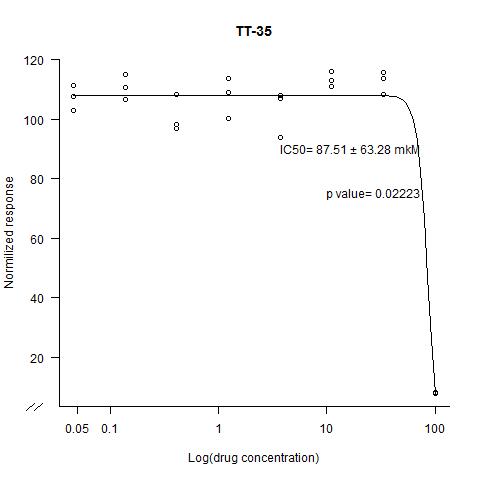 TT-35
120
100
80
60
40
20
Normilized response
IC50= 87.51 ± 63.28 mkM
p value= 0.02223
0.05 0.1 1 10 100
Log(drug concentration)